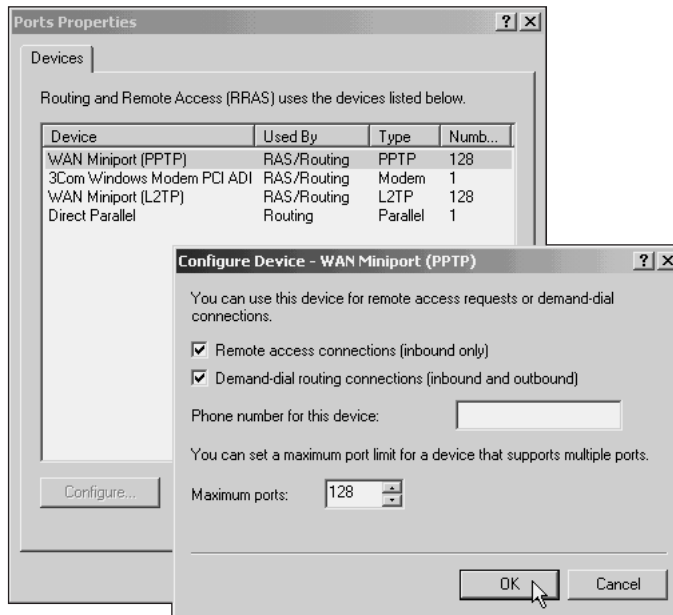 Ports Properties
Devices
Routing and Remote Access (RRAS) uses the devices listed below.
Device Used By Type Numb...
WAN Miniport (PPTP) RAS/Routing PPTP 128
3Com Windows Modem PCI ADI RAS/Routing Modem 1
WAN Miniport (L2TP) RAS/Routing L2TP 128
Direct Parallel Routing Parallel 1
Configure...
Configure Device - WAN Miniport (PPTP)
You can use this device for remote access requests or demand-dial
connections.
Remote access connections (inbound only)
Demand-dial routing connections (inbound and outbound)
Phone number for this device:
You can set a maximum port limit for a device that supports multiple ports.
Maximum ports: 128
OK Cancel